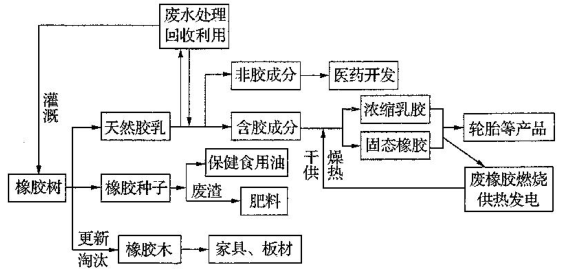 废水处理
回收利用
非胶成分
医药开发
灌溉
天然胶乳
含胶成分
浓缩乳胶
固态橡胶
轮胎等产品
干燥
供热
橡胶树
橡胶种子
保健食用油
废渣
肥料
废橡胶燃烧
供热发电
更新
淘汰
橡胶木
家具、板材